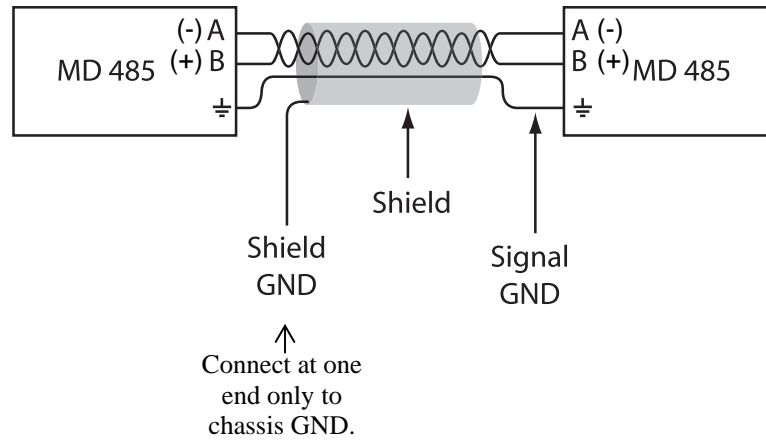 (-) A
(+) B
MD 485
A (-)
B (+)
MD 485
Shield
Shield
GND
Signal
GND
Connect at one
end only to
chassis GND.